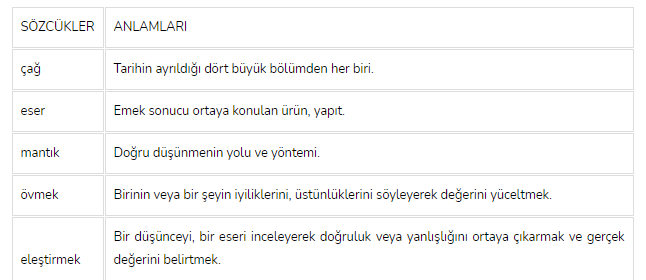 SÖZCÜKLER ANLAMLARI
çağ Tarihin ayrıldığı dört büyük bölümden her biri.
eser Emek sonucu ortaya konulan ürün, yapıt.
mantık Doğru düşünmenin yolu ve yöntemi.
övmek Birinin veya bir şeyin iyiliklerini, üstünlüklerini söyleyerek değerini yüceltmek.
eleştirmek Bir düşünceyi, bir eseri inceleyerek doğruluk veya yanlışlığını ortaya çıkarmak ve gerçek
değerini belirtmek.